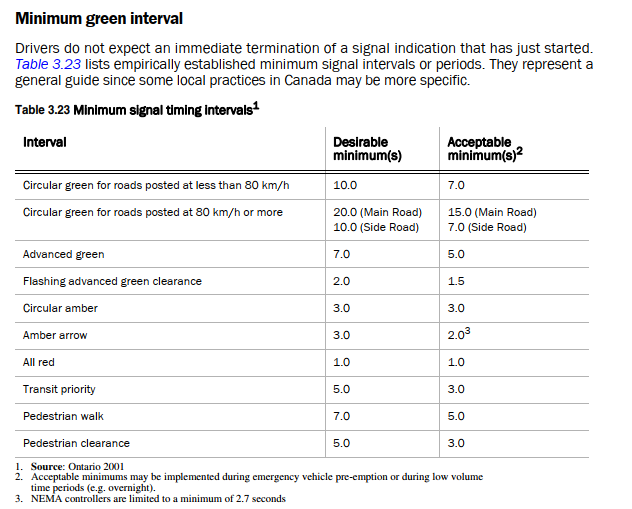 Minimum green interval
Drivers do not expect an immediate termination of a signal indication that has just started.
Table 3.23 lists empirically established minimum signal intervals or periods. They represent a
general guide since some local practices in Canada may be more specific.
Table 3.23 Minimum signal timing intervals1
Interval Desirable minimum(s) Acceptable minimum(s)2
Circular green for roads posted at less than 80 km/h 10.0 7.0
Circular green for roads posted at 80 km/h or more 20.0 (Main Road) 15.0 (Main Road)
10.0 (Side Road) 7.0 (Side Road)
Advanced green 7.0 5.0
Flashing advanced green clearance 2.0 1.5
Circular amber 3.0 3.0
Amber arrow 3.0 2.03
All red 1.0 1.0
Transit priority 5.0 3.0
Pedestrian walk 7.0 5.0
Pedestrian clearance 5.0 3.0
1. Source: Ontario 2001
2. Acceptable minimums may be implemented during emergency vehicle pre-emption or during low volume
time periods (e.g. overnight).
3. NEMA controllers are limited to a minimum of 2.7 seconds